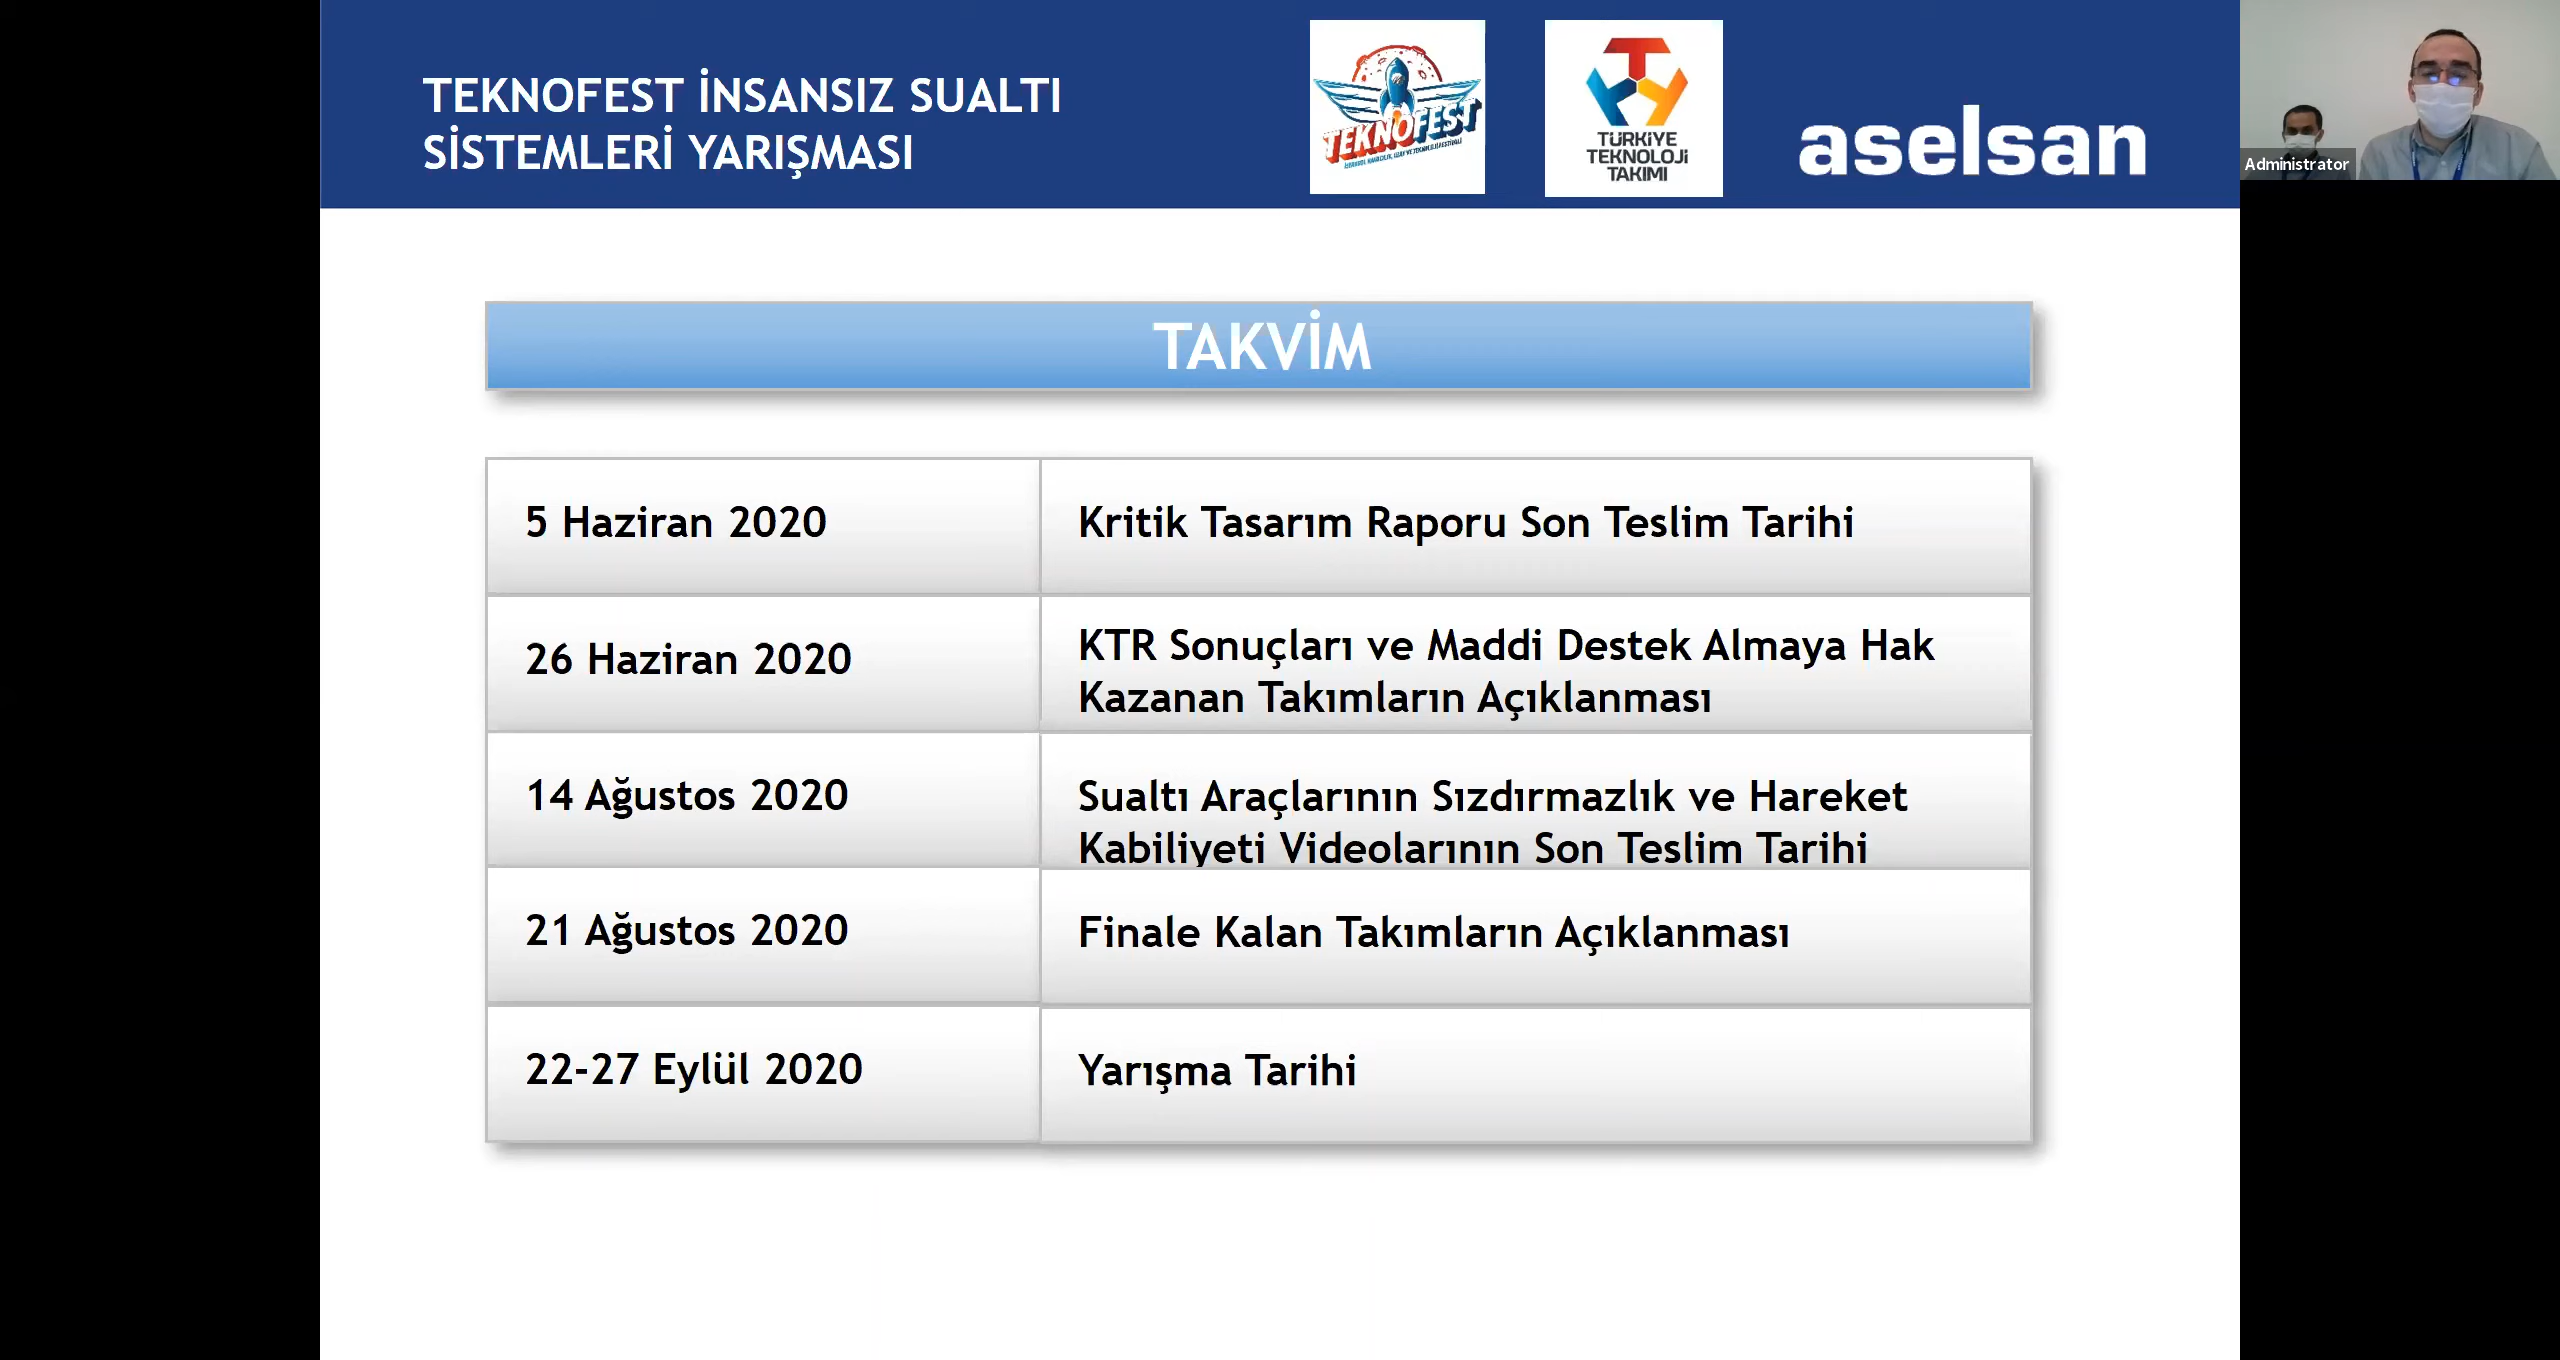 TEKNOFEST İNSANSIZ SUALTI
SİSTEMLERİ YARIŞMASI
TEKNOFEST
TÜRKİYE
TEKNOLOJİ
TAKIMI
aselsan
Administrator
TAKVİM
5 Haziran 2020
Kritik Tasarım Raporu Son Teslim Tarihi
26 Haziran 2020
KTR Sonuçları ve Maddi Destek Almaya Hak
Kazanan Takımların Açıklanması
14 Ağustos 2020
Sualtı Araçlarının Sızdırmazlık ve Hareket
Kabiliyeti Videolarının Son Teslim Tarihi
21 Ağustos 2020
Finale Kalan Takımların Açıklanması
22-27 Eylül 2020
Yarışma Tarihi